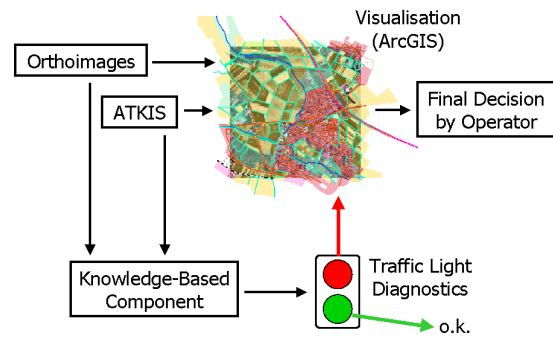 Visualisation
(ArcGIS)
Orthoimages
ATKIS
Final Decision
by Operator
Knowledge-Based
Component
Traffic Light
Diagnostics
o.k.